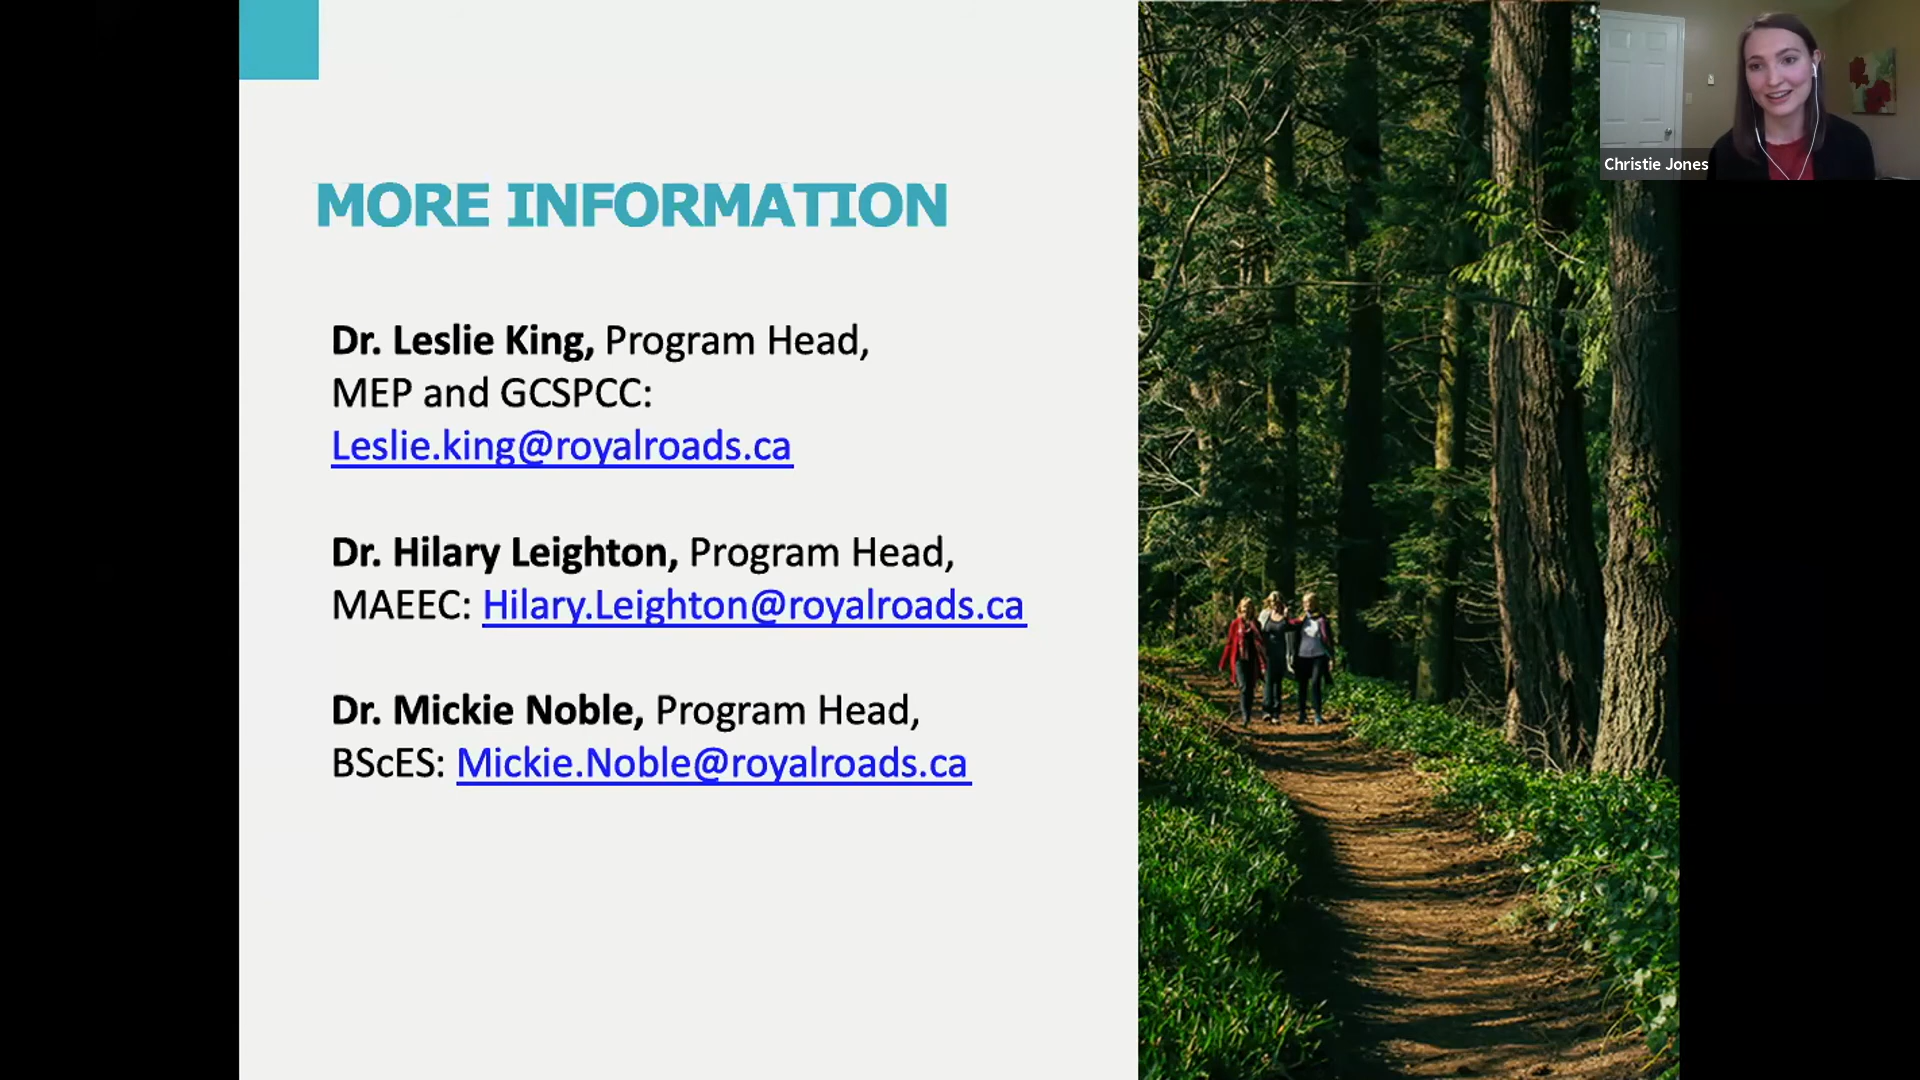 Christie Jones
MORE INFORMATION
Dr. Leslie King, Program Head,
MEP and GCSPCC:
Leslie.king@royalroads.ca
Dr. Hilary Leighton, Program Head,
MAEEC: Hilary.Leighton@royalroads.ca
Dr. Mickie Noble, Program Head,
BScES: Mickie.Noble@royalroads.ca